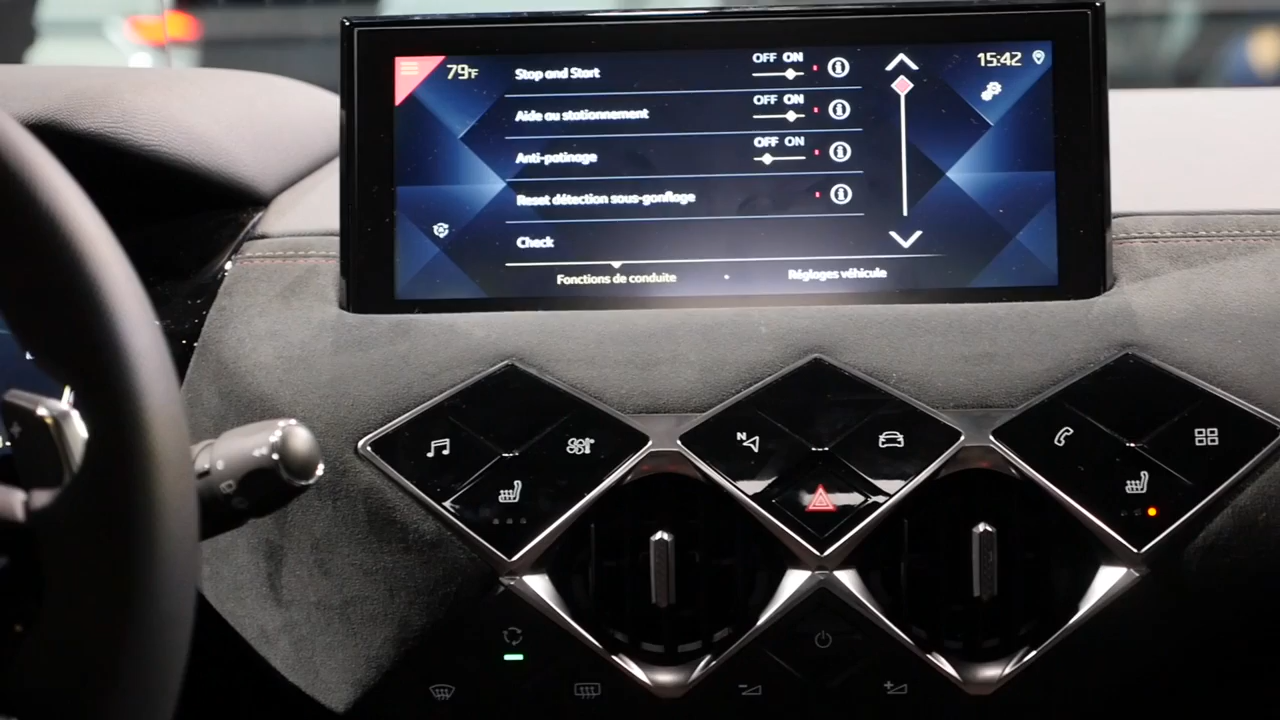 79°F
15:42
Stop and Start
OFF ON
Aide au stationnement
OFF ON
Anti-patinage
OFF ON
Reset détection sous-gonflage
Check
Fonctions de conduite
Réglages véhicule
N